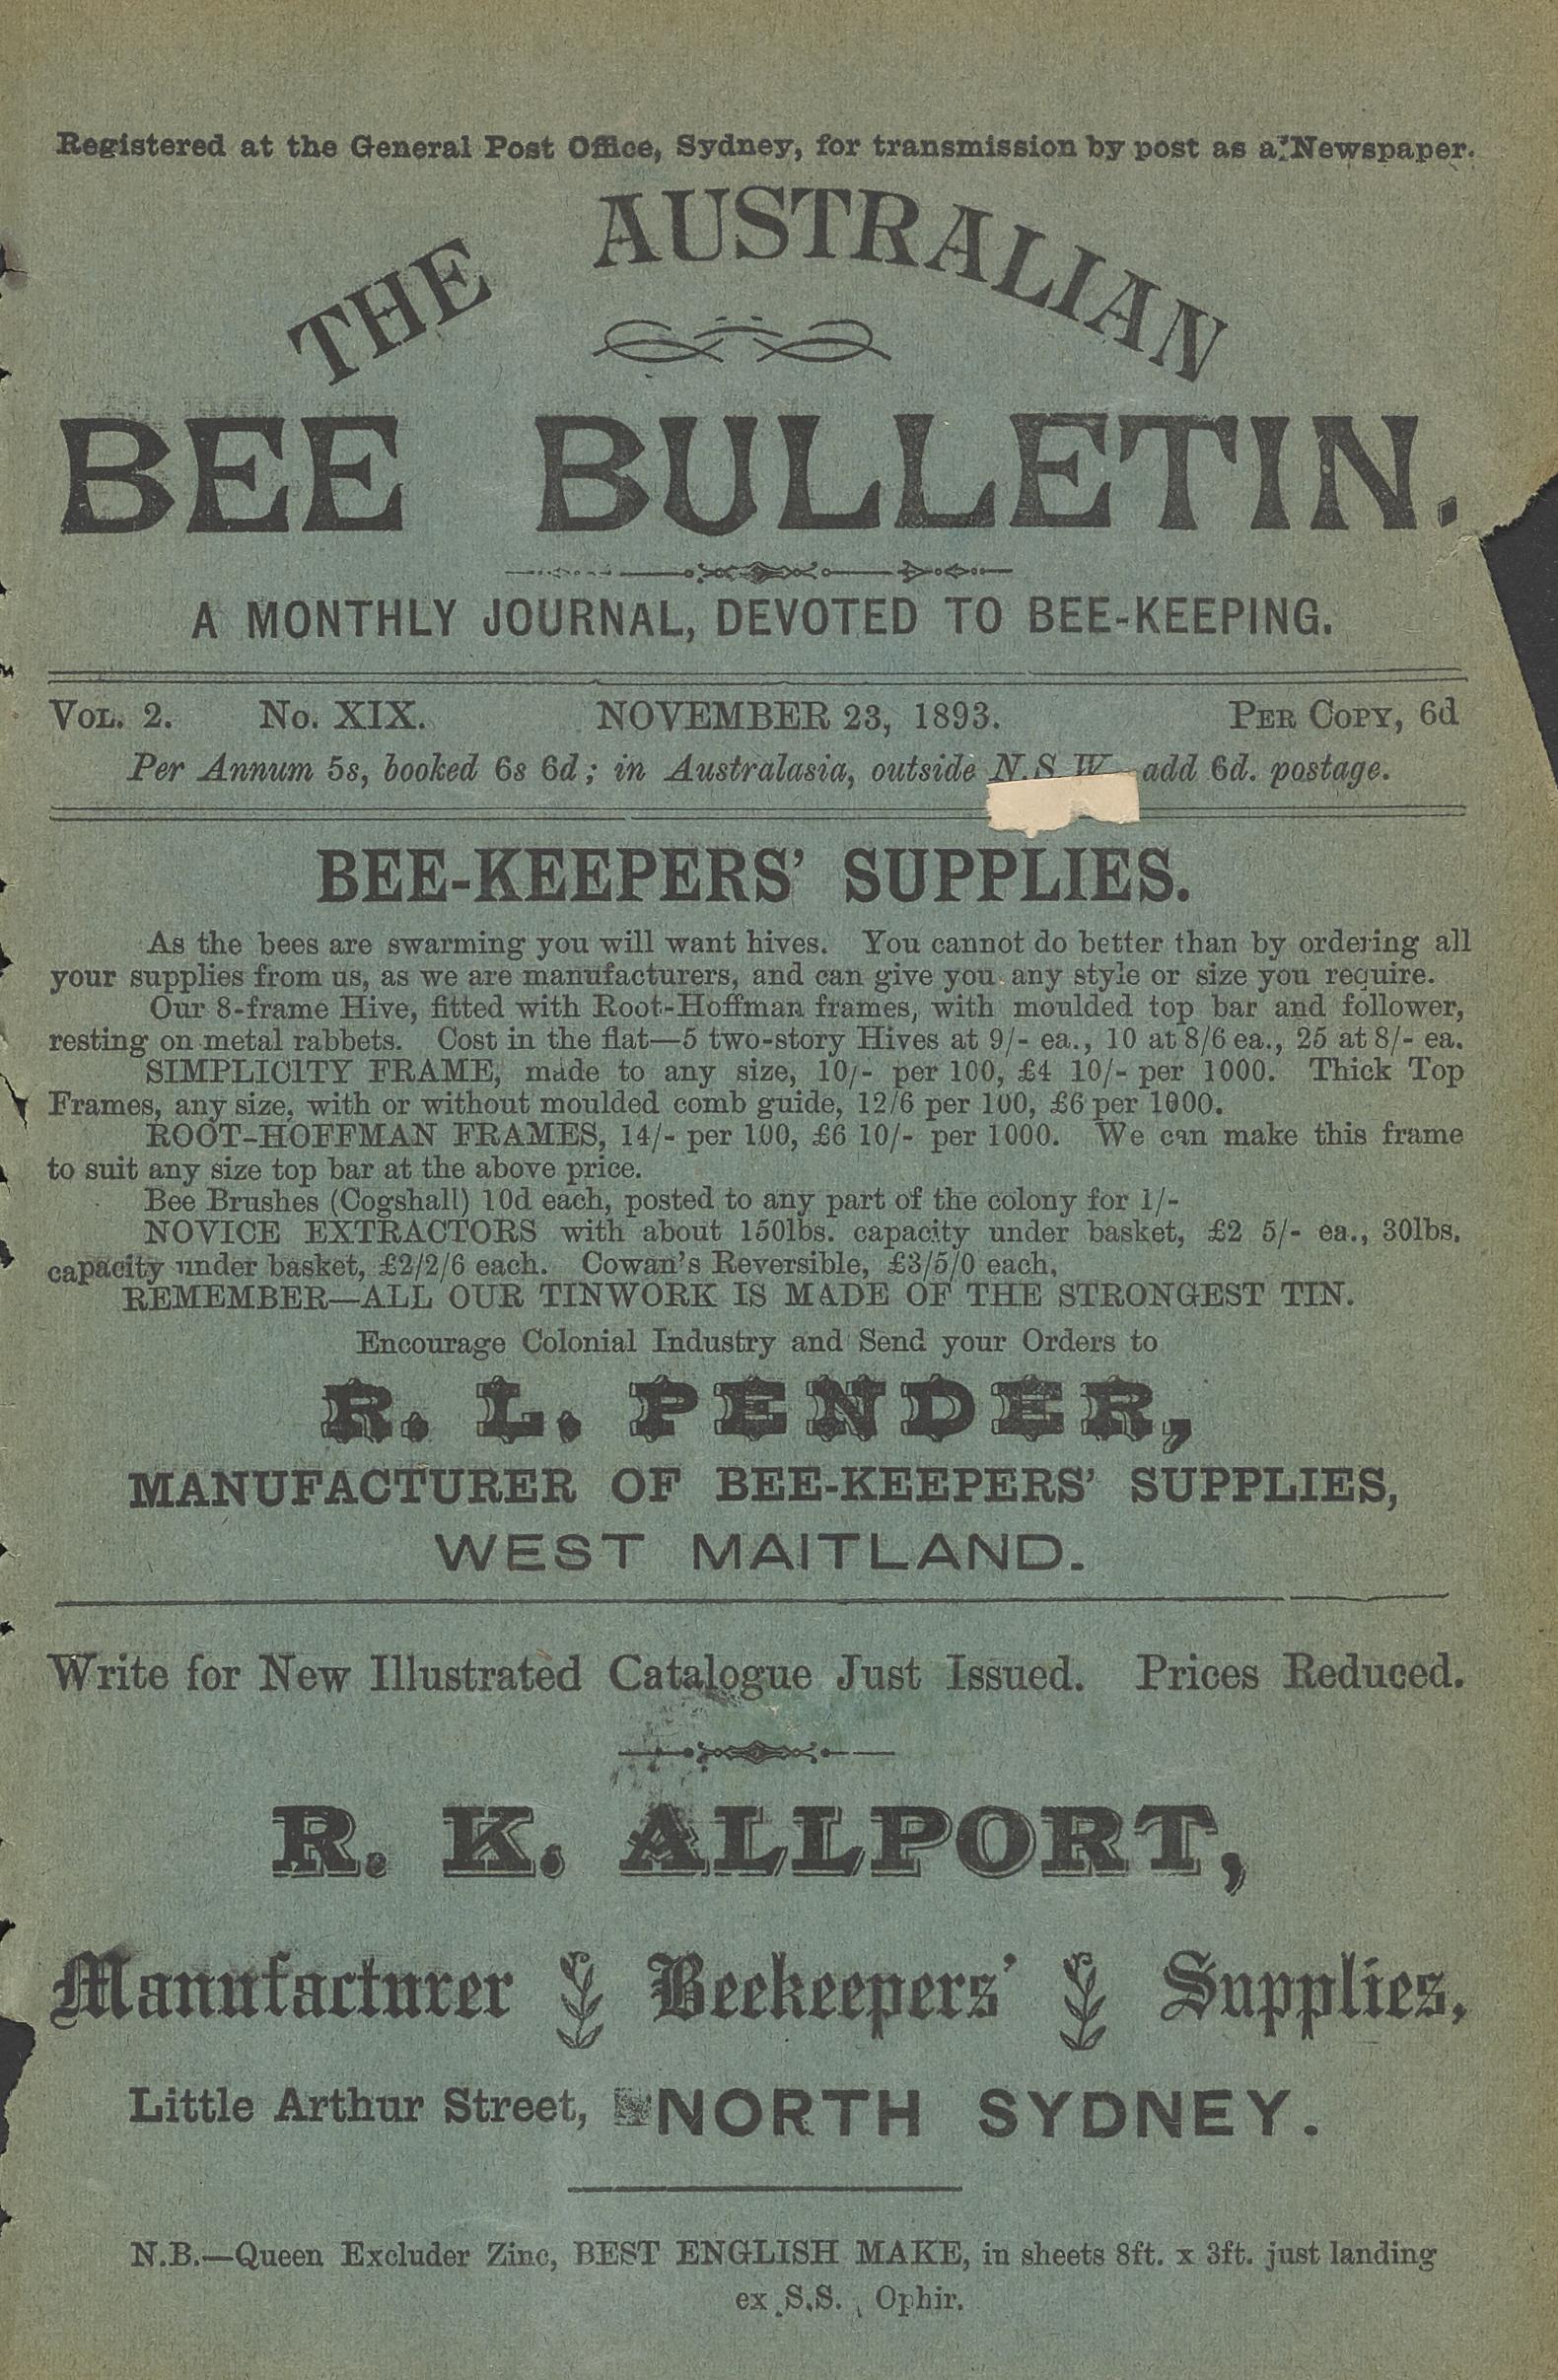 Registered at the General Post Office, Sydney, for transmission by post as a Newspaper.
THE AUSTRALIAN
BEE BULLETIN.
A MONTHLY JOURNAL, DEVOTED TO BEE-KEEPING.
VOL. 2. No. XIX. NOVEMBER 23, 1893. PER COPY, 6d
Per Annum 5s, booked 6s 6d; in Australasia, outside N.S.W. add 6d. postage.
BEE-KEEPERS' SUPPLIES.
As the bees are swarming you will want hives. You cannot do better than by ordering all
your supplies from us, as we are manufacturers, and can give you any style or size you require.
Our 8-frame Hive, fitted with Root-Hoffman frames, with moulded top bar and follower,
resting on metal rabbets. Cost in the flat—5 two-story Hives at 9/- ea., 10 at 8/6 ea., 25 at 8/- ea.
SIMPLICITY FRAME, made to any size, 10/- per 100, £4 10/- per 1000. Thick Top
Frames, any size, with or without moulded comb guide, 12/6 per 100, £6 per 1000.
ROOT-HOFFMAN FRAMES, 14/- per 100, £6 10/- per 1000. We can make this frame
to suit any size top bar at the above price.
Bee Brushes (Cogshall) 10d each, posted to any part of the colony for 1/-
NOVICE EXTRACTORS with about 150lbs. capacity under basket, £2 5/- ea., 30lbs.
capacity under basket, £2/2/6 each. Cowan's Reversible, £3/5/0 each,
REMEMBER—ALL OUR TINWORK IS MADE OF THE STRONGEST TIN.
Encourage Colonial Industry and Send your Orders to
R. L. PENDER,
MANUFACTURER OF BEE-KEEPERS' SUPPLIES,
WEST MAITLAND.
Write for New Illustrated Catalogue Just Issued. Prices Reduced.
R. K. ALLPORT,
Manufacturer Beekeepers' Supplies,
Little Arthur Street, NORTH SYDNEY.
N.B.—Queen Excluder Zinc, BEST ENGLISH MAKE, in sheets 8ft. x 3ft. just landing
ex S.S. Ophir.